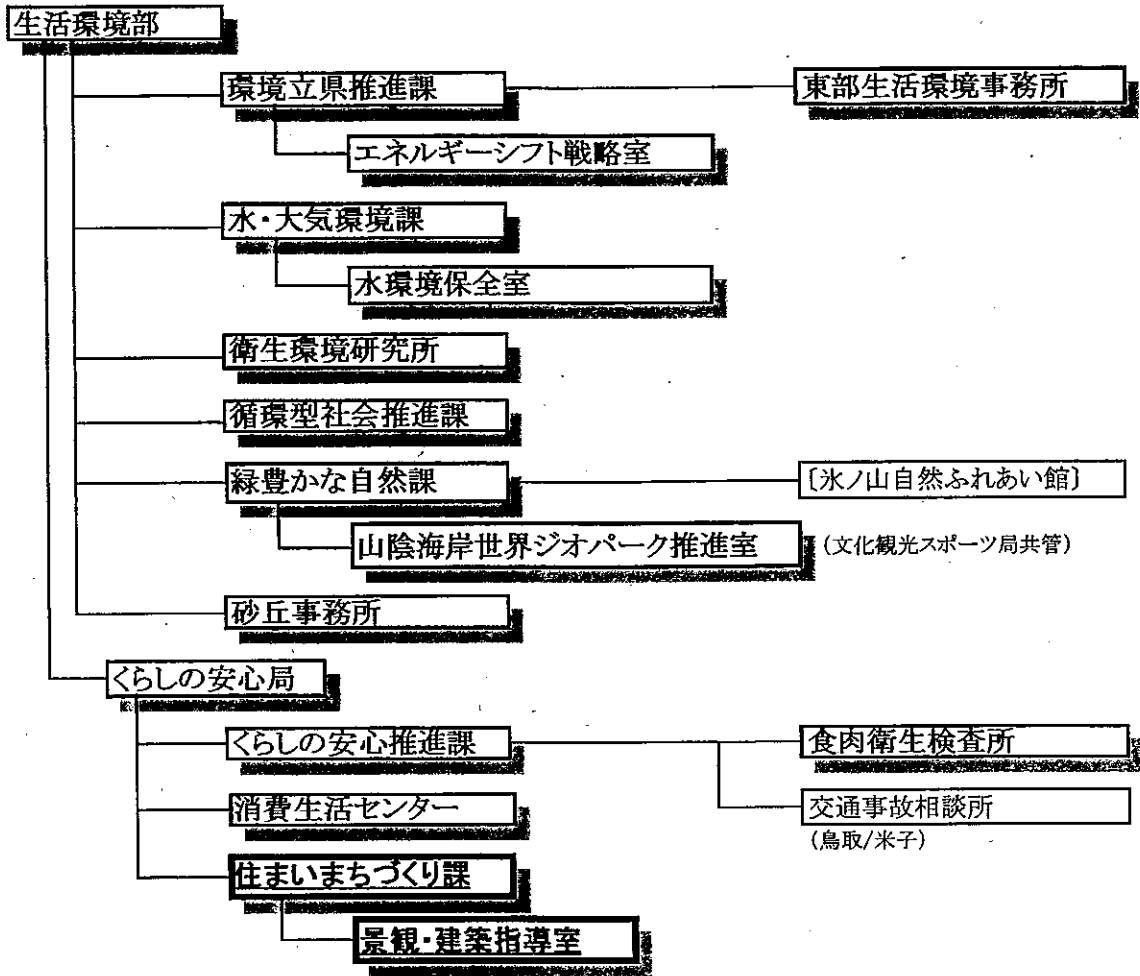 生活環境部
環境立県推進課
東部生活環境事務所
エネルギーシフト戦略室
水・大気環境課
水環境保全室
衛生環境研究所
循環型社会推進課
緑豊かな自然課
〔氷ノ山自然ふれあい館〕
山陰海岸世界ジオパーク推進室
(文化観光スポーツ局共管)
砂丘事務所
くらしの安心局
くらしの安心推進課
食肉衛生検査所
消費生活センター
交通事故相談所
(鳥取/米子)
住まいまちづくり課
景観・建築指導室